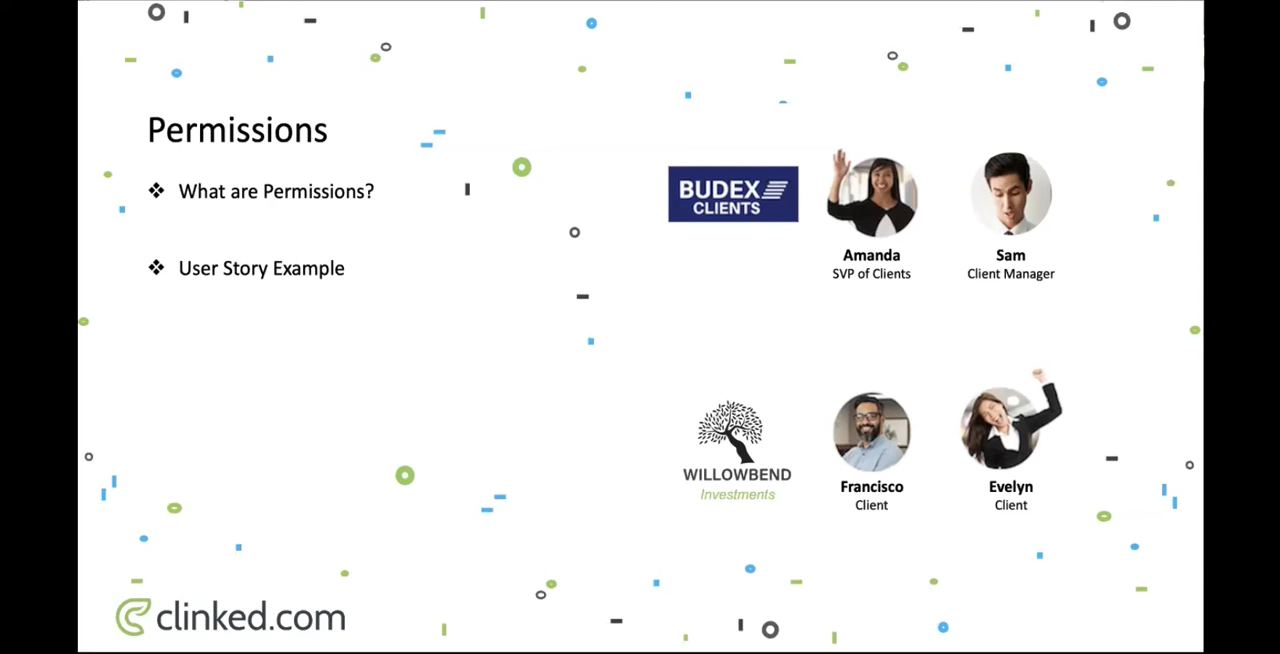 Permissions
What are Permissions?
User Story Example
BUDEX
CLIENTS
Amanda
SVP of Clients
Sam
Client Manager
WILLOWBEND
Investments
Francisco
Client
Evelyn
Client
clinked.com